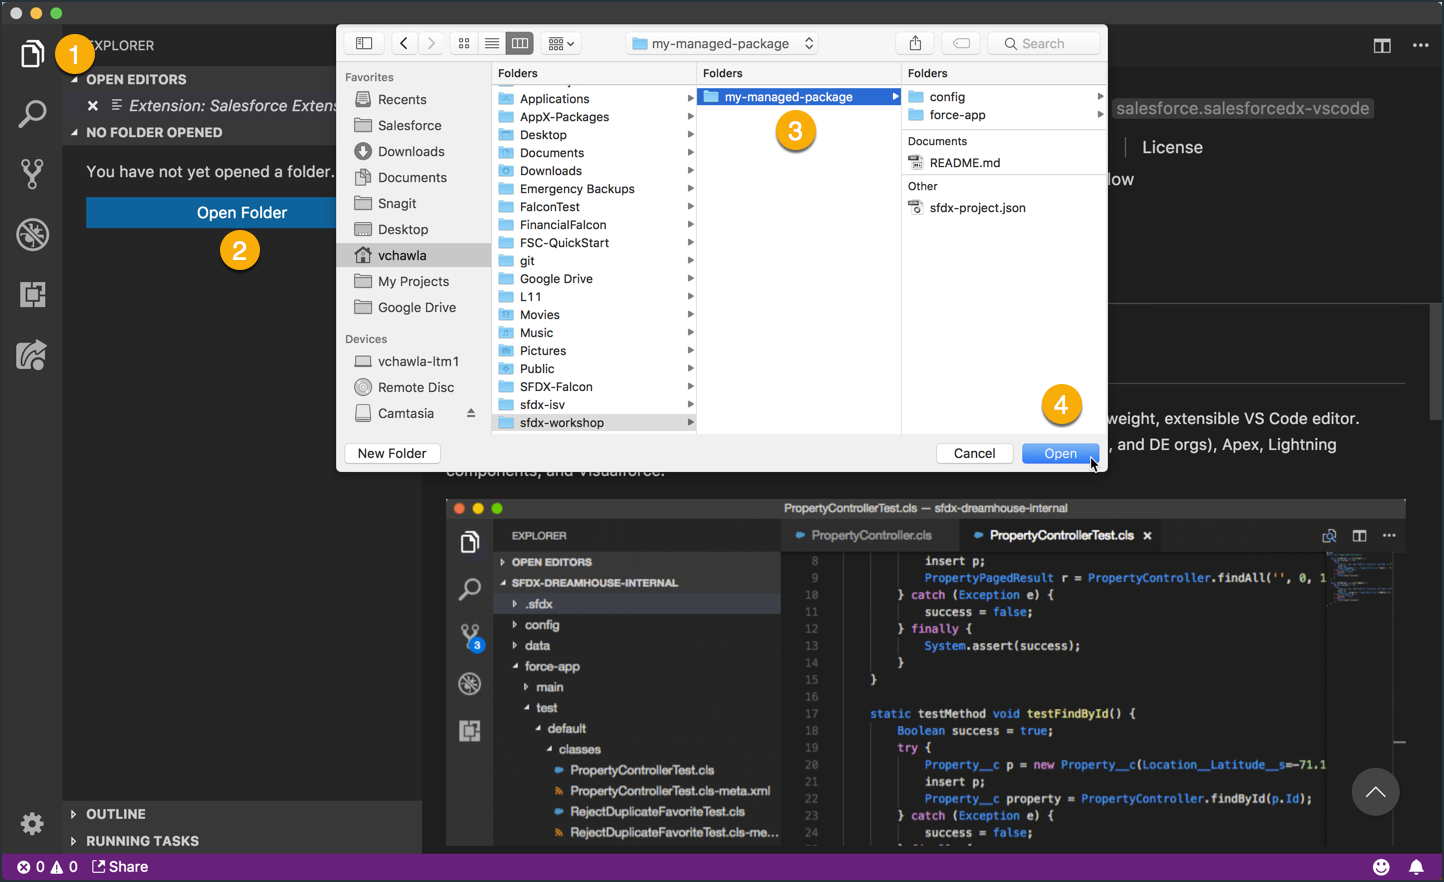 1
EXPLORER
OPEN EDITORS
Extension: Salesforce Exten
NO FOLDER OPENED
You have not yet opened a folder.
Open Folder
2
OUTLINE
RUNNING TASKS
0 0 Share
my-managed-package
Search
Favorites
Recents
Salesforce
Downloads
Documents
Snagit
Desktop
vchawla
My Projects
Google Drive
Devices
vchawla-ltm1
Remote Disc
Camtasia
Folders
Applications
AppX-Packages
Desktop
Documents
Downloads
Emergency Backups
FalconTest
FinancialFalcon
FSC-QuickStart
git
Google Drive
L11
Movies
Music
Pictures
Public
SFDX-Falcon
sfdx-isv
sfdx-workshop
Folders
my-managed-package
3
Folders
config
force-app
Documents
README.md
Other
sfdx-project.json
4
New Folder
Cancel
Open
salesforce.salesforcedx-vscode
License
low
weight, extensible VS Code editor.
, and DE orgs), Apex, Lightning
components, and Visualforce.
PropertyControllerTest.cls — sfdx-dreamhouse-internal
EXPLORER
OPEN EDITORS
SFDX-DREAMHOUSE-INTERNAL
.sfdx
config
data
force-app
main
test
default
classes
PropertyControllerTest.cls
PropertyControllerTest.cls-meta.xml
RejectDuplicateFavoriteTest.cls
RejectDuplicateFavoriteTest.cls-me...
3
PropertyController.cls
PropertyControllerTest.cls
8 insert p;
9 PropertyPagedResult r = PropertyController.findAll('', 0, 1
10 } catch (Exception e) {
11 success = false;
12 } finally {
13 System.assert(success);
14 }
15 }
16
17 static testMethod void testFindById() {
18 Boolean success = true;
19 try {
20 Property__c p = new Property__c(Location__Latitude__s=-71.1
21 insert p;
22 Property__c property = PropertyController.findById(p.Id);
23 } catch (Exception e) {
24 success = false;